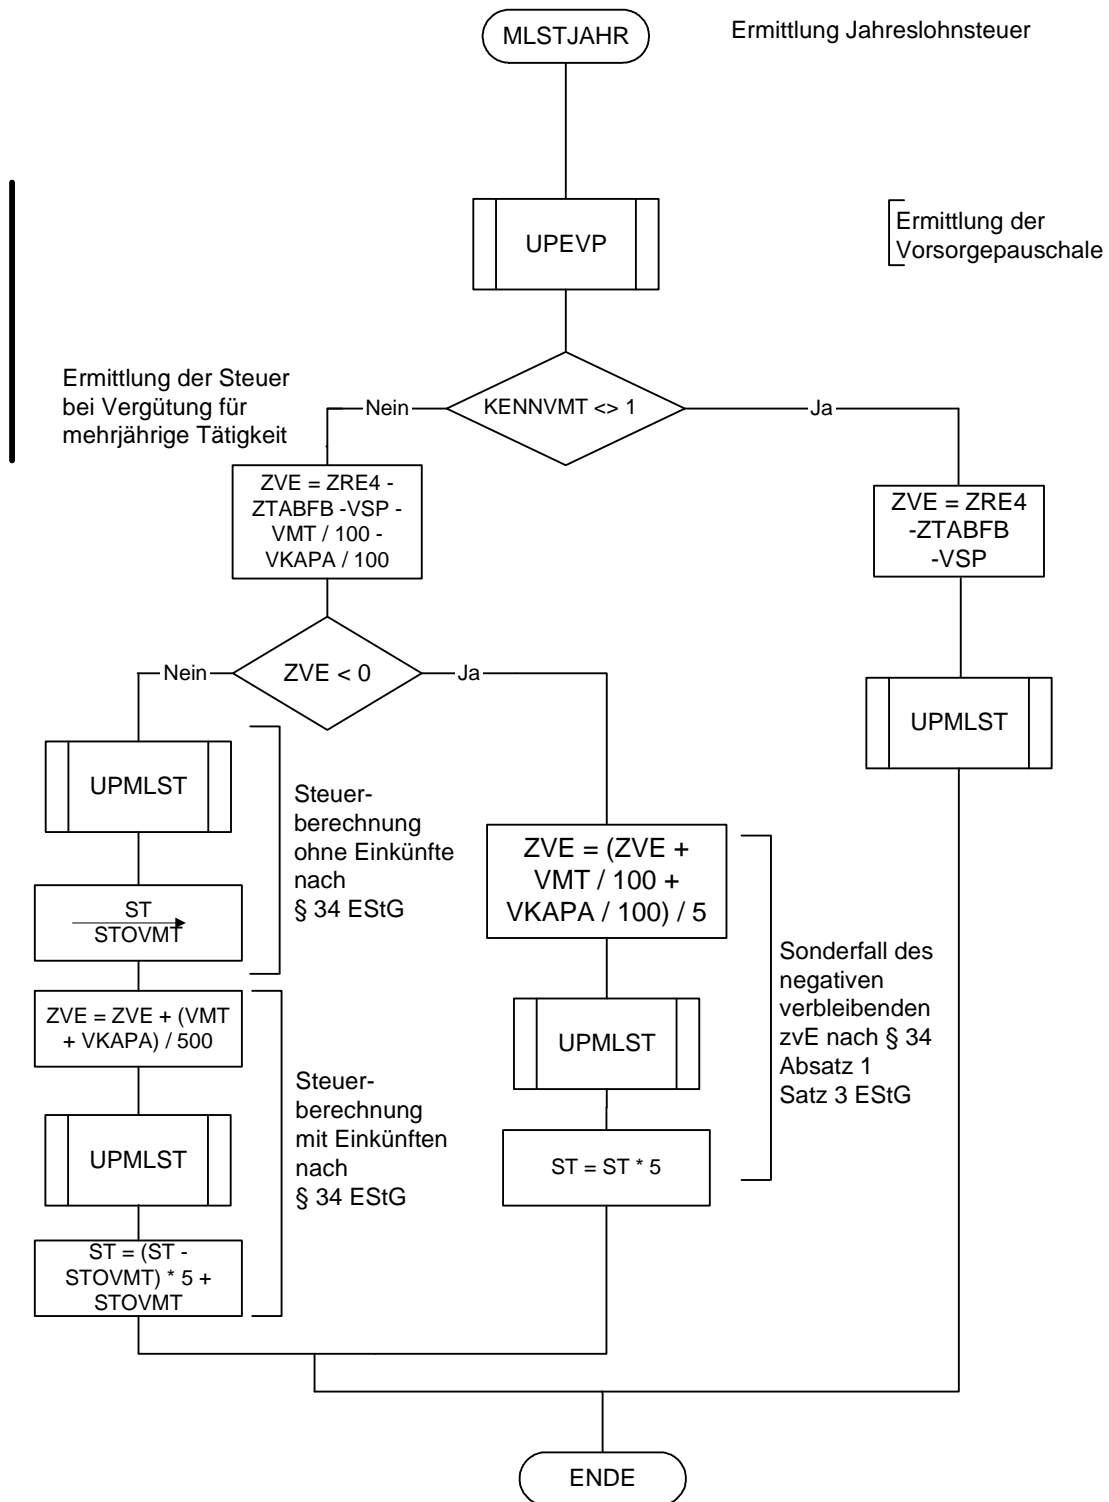 MLSTJAHR
Ermittlung Jahreslohnsteuer
UPEVP
Ermittlung der
Vorsorgepauschale
Ermittlung der Steuer
bei Vergütung für
mehrjährige Tätigkeit
Nein
KENNVMT <> 1
Ja
ZVE = ZRE4 -
ZTABFB -VSP -
VMT / 100 -
VKAPA / 100
ZVE = ZRE4
-ZTABFB
-VSP
Nein
ZVE < 0
Ja
UPMLST
UPMLST
Steuer-
berechnung
ohne Einkünfte
nach
§ 34 EStG
ZVE = (ZVE +
VMT / 100 +
VKAPA / 100) / 5
ST
STOVMT
Sonderfall des
negativen
verbleibenden
zvE nach § 34
Absatz 1
Satz 3 EStG
ZVE = ZVE + (VMT
+ VKAPA) / 500
UPMLST
Steuer-
berechnung
mit Einkünften
nach
§ 34 EStG
UPMLST
ST = ST * 5
ST = (ST -
STOVMT) * 5 +
STOVMT
ENDE